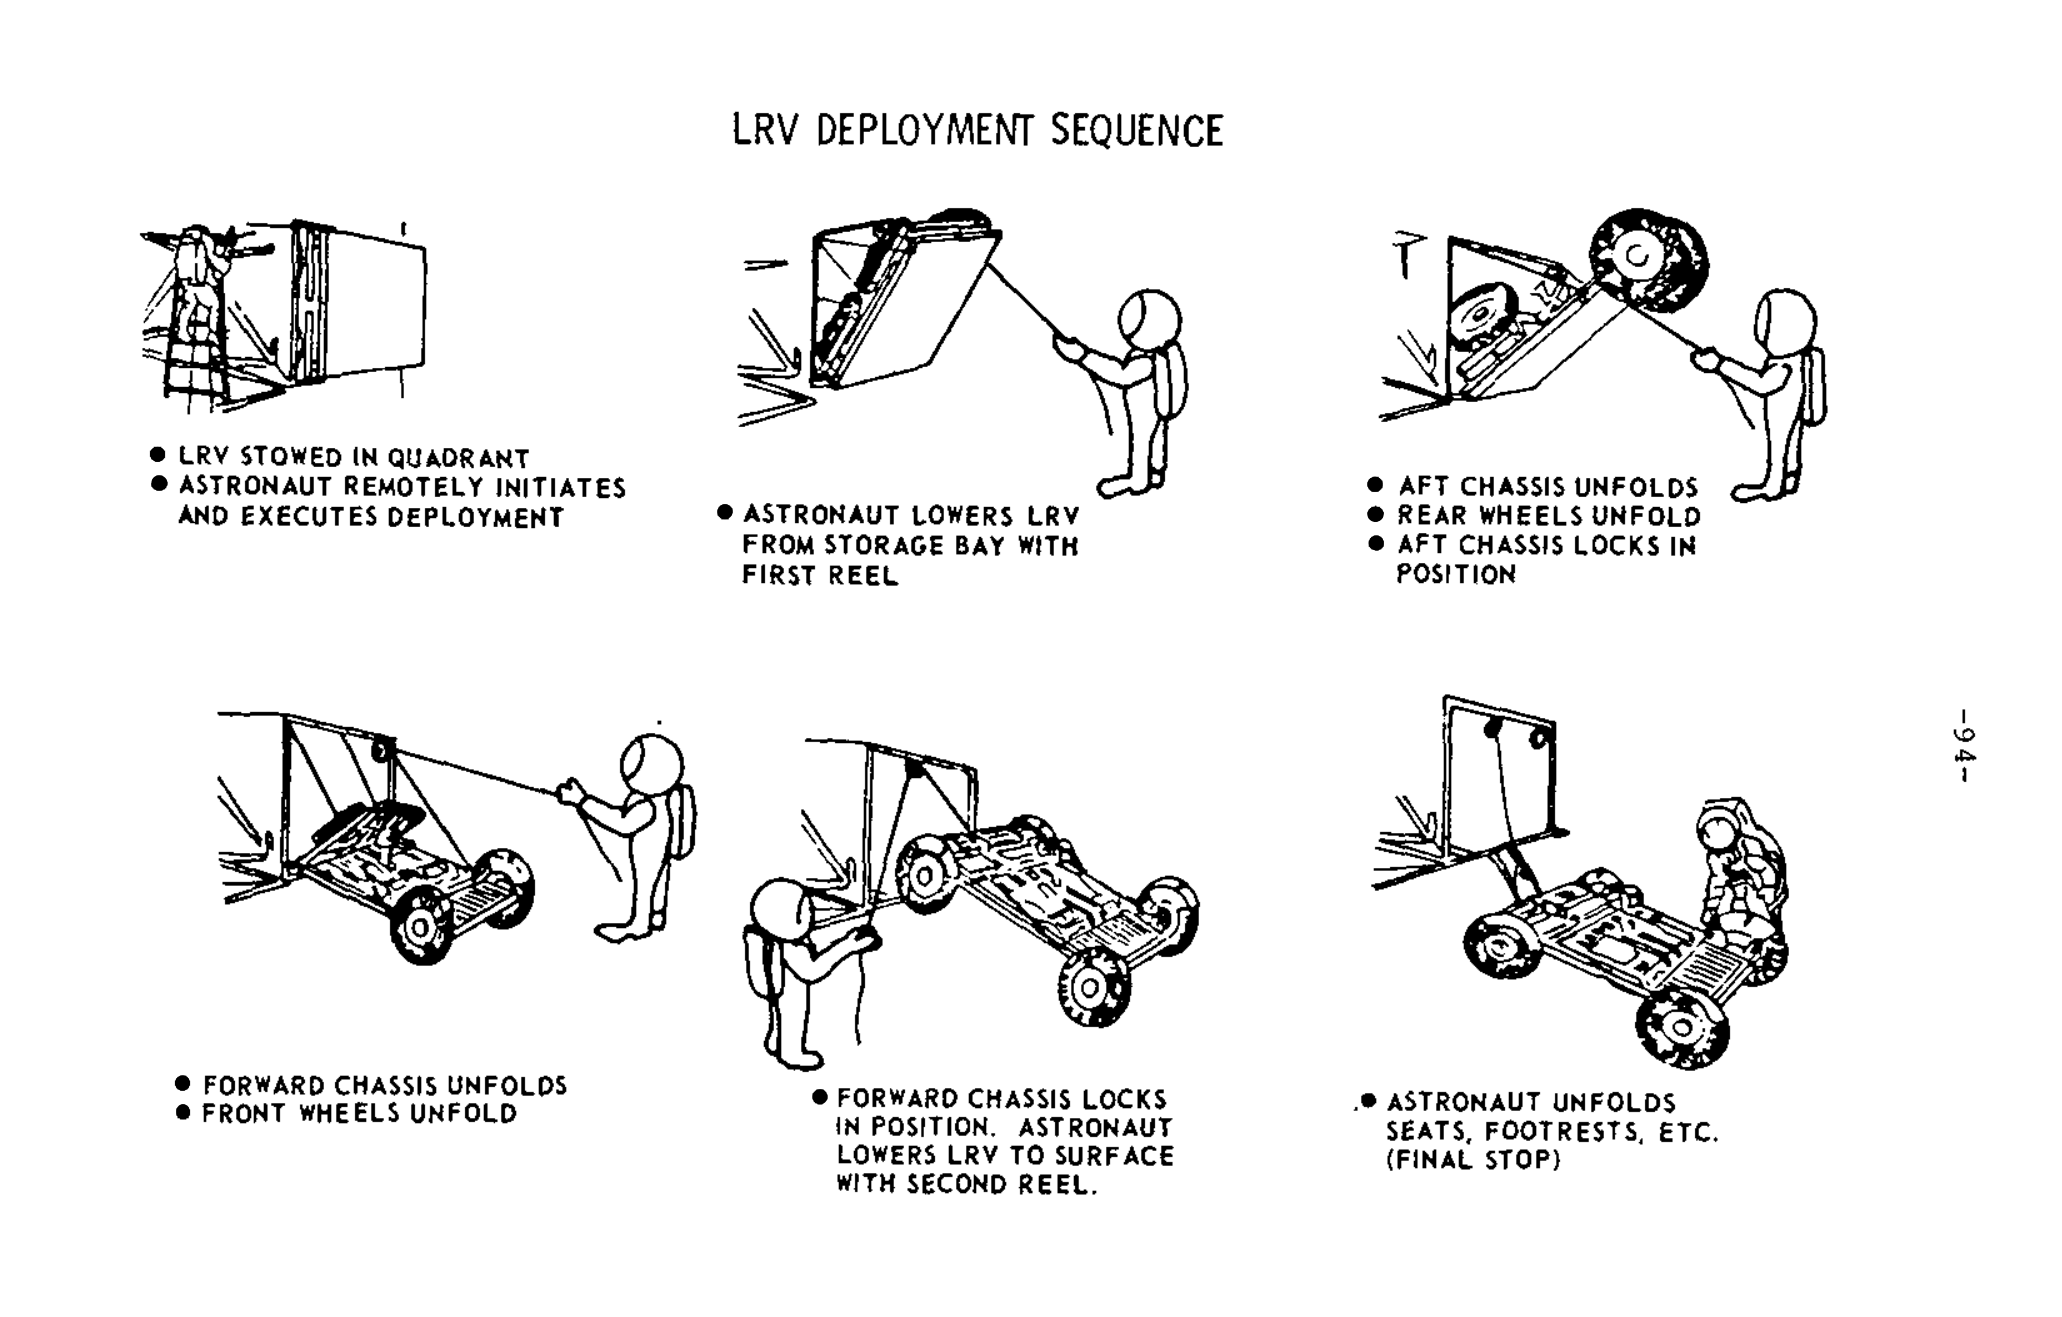 LRV DEPLOYMENT SEQUENCE
● LRV STOWED IN QUADRANT
● ASTRONAUT REMOTELY INITIATES
AND EXECUTES DEPLOYMENT
● ASTRONAUT LOWERS LRV
FROM STORAGE BAY WITH
FIRST REEL
● AFT CHASSIS UNFOLDS
● REAR WHEELS UNFOLD
● AFT CHASSIS LOCKS IN
POSITION
● FORWARD CHASSIS UNFOLDS
● FRONT WHEELS UNFOLD
● FORWARD CHASSIS LOCKS
IN POSITION. ASTRONAUT
LOWERS LRV TO SURFACE
WITH SECOND REEL.
● ASTRONAUT UNFOLDS
SEATS, FOOTRESTS, ETC.
(FINAL STOP)
-94-